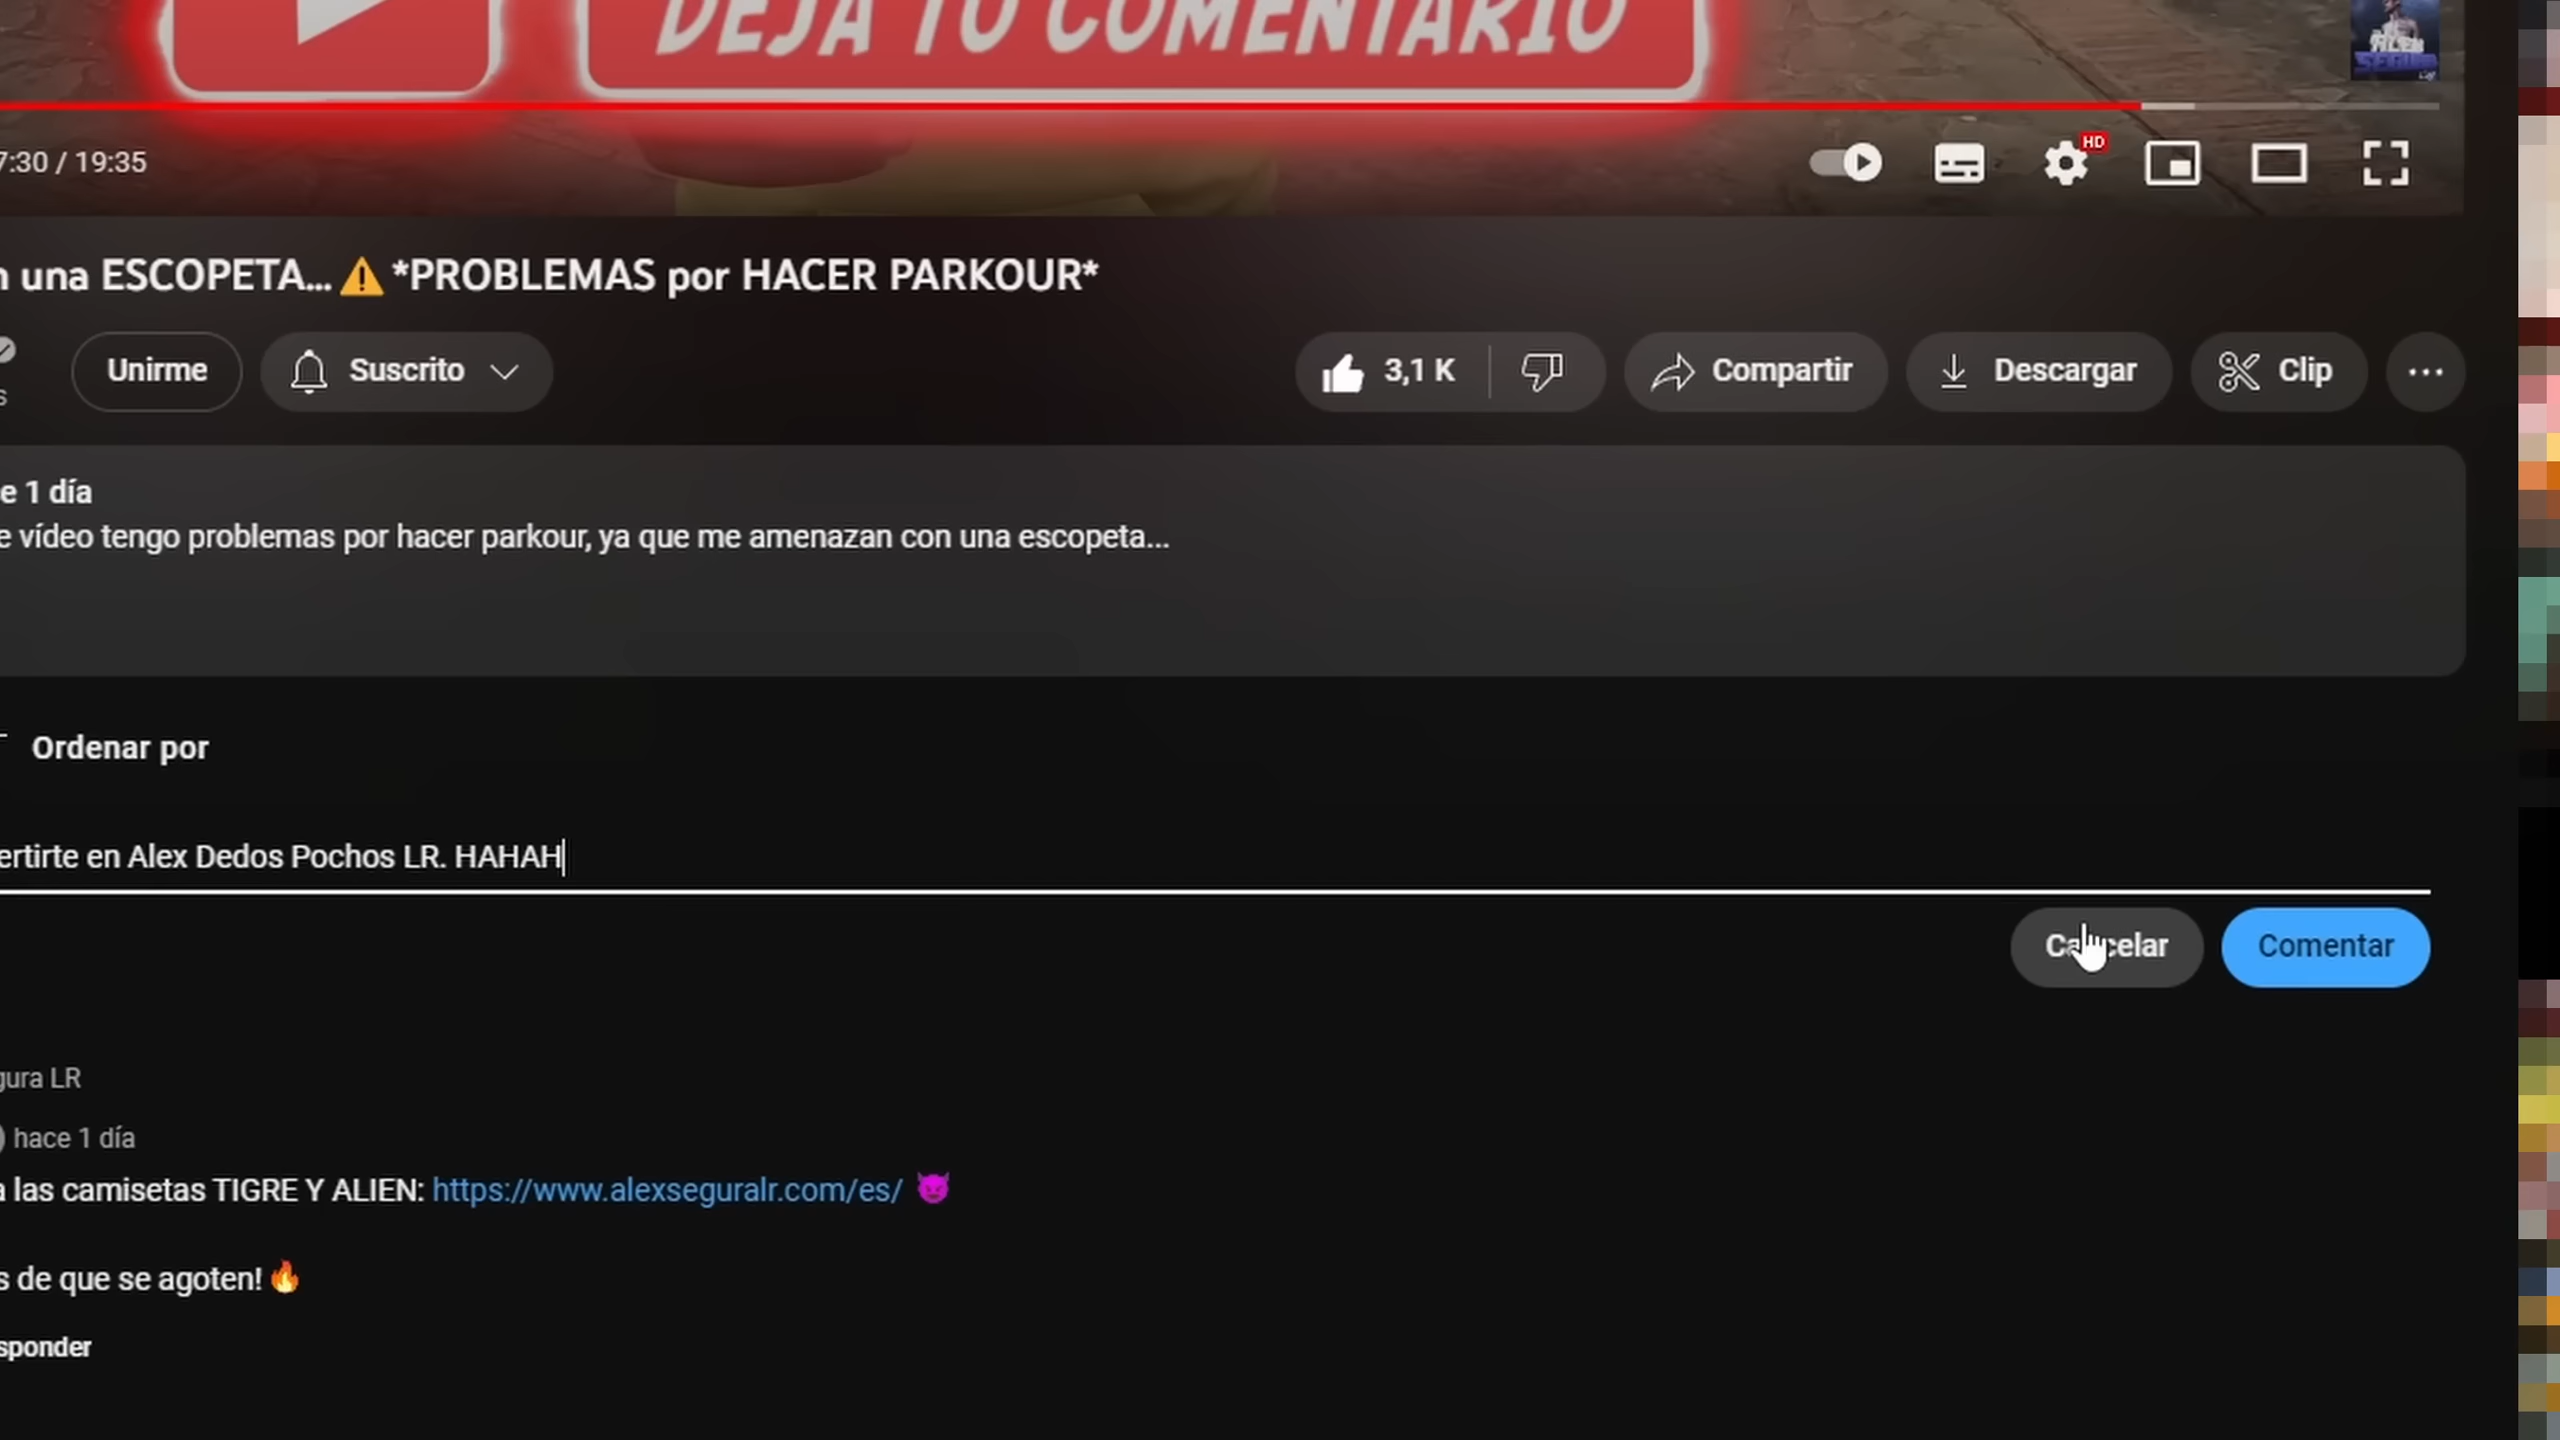 DEJA TU COMENTARIO
7:30 / 19:35
HD
una ESCOPETA...⚠️ *PROBLEMAS por HACER PARKOUR*
Unirme
Suscrito
3,1 K
Compartir
Descargar
Clip
e 1 día
e vídeo tengo problemas por hacer parkour, ya que me amenazan con una escopeta...
Ordenar por
ertirte en Alex Dedos Pochos LR. HAHAH
Cancelar
Comentar
gura LR
hace 1 día
a las camisetas TIGRE Y ALIEN: https://www.alexseguralr.com/es/ 😈
s de que se agoten!🔥
sponder